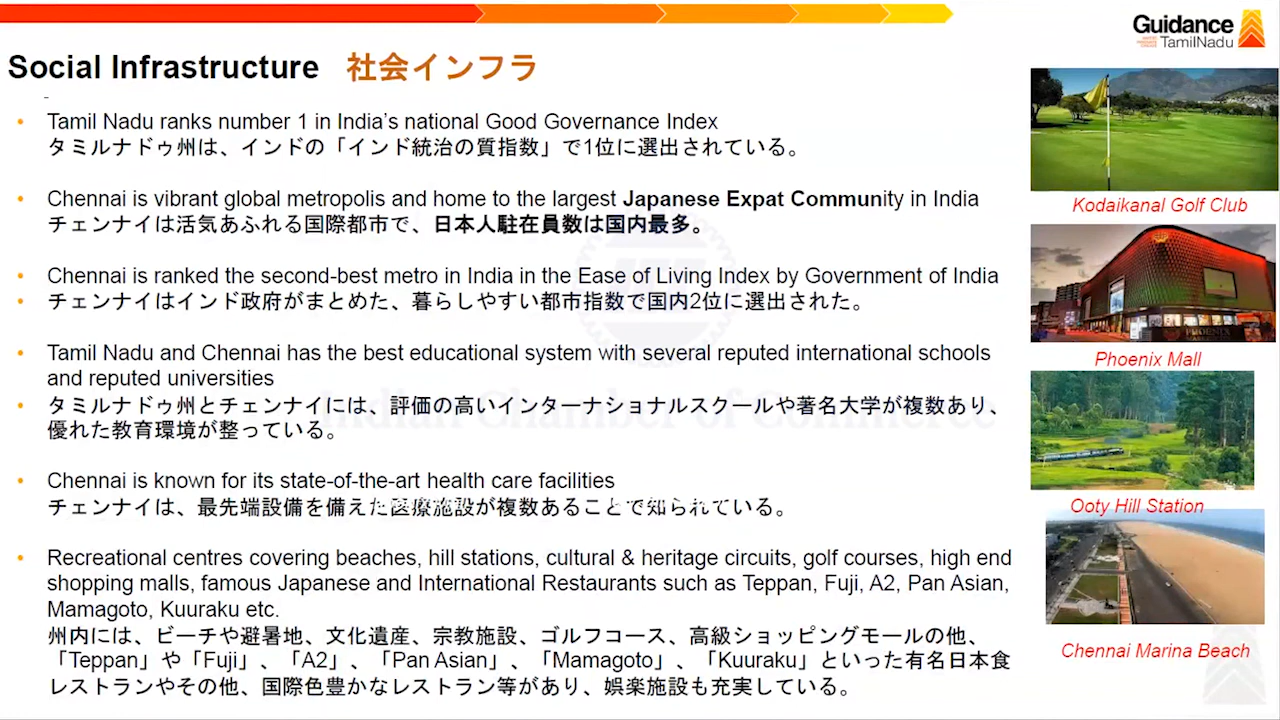 Guidance
TamilNadu
Social Infrastructure 社会インフラ
• Tamil Nadu ranks number 1 in India's national Good Governance Index
タミルナドゥ州は、インドの「インド統治の質指数」で1位に選出されている。
• Chennai is vibrant global metropolis and home to the largest Japanese Expat Community in India
チェンナイは活気あふれる国際都市で、日本人駐在員数は国内最多。
• Chennai is ranked the second-best metro in India in the Ease of Living Index by Government of India
• チェンナイはインド政府がまとめた、暮らしやすい都市指数で国内2位に選出された。
• Tamil Nadu and Chennai has the best educational system with several reputed international schools
and reputed universities
• タミルナドゥ州とチェンナイには、評価の高いインターナショナルスクールや著名大学が複数あり、
優れた教育環境が整っている。
• Chennai is known for its state-of-the-art health care facilities
チェンナイは、最先端設備を備えた医療施設が複数あることで知られている。
• Recreational centres covering beaches, hill stations, cultural & heritage circuits, golf courses, high end
shopping malls, famous Japanese and International Restaurants such as Teppan, Fuji, A2, Pan Asian,
Mamagoto, Kuuraku etc.
州内には、ビーチや避暑地、文化遺産、宗教施設、ゴルフコース、高級ショッピングモールの他、
「Teppan」や「Fuji」、「A2」、「Pan Asian」、「Mamagoto」、「Kuuraku」といった有名日本食
レストランやその他、国際色豊かなレストラン等があり、娯楽施設も充実している。
Kodaikanal Golf Club
PHOENIX
Phoenix Mall
Ooty Hill Station
Chennai Marina Beach
Indian Chamber of Commerce